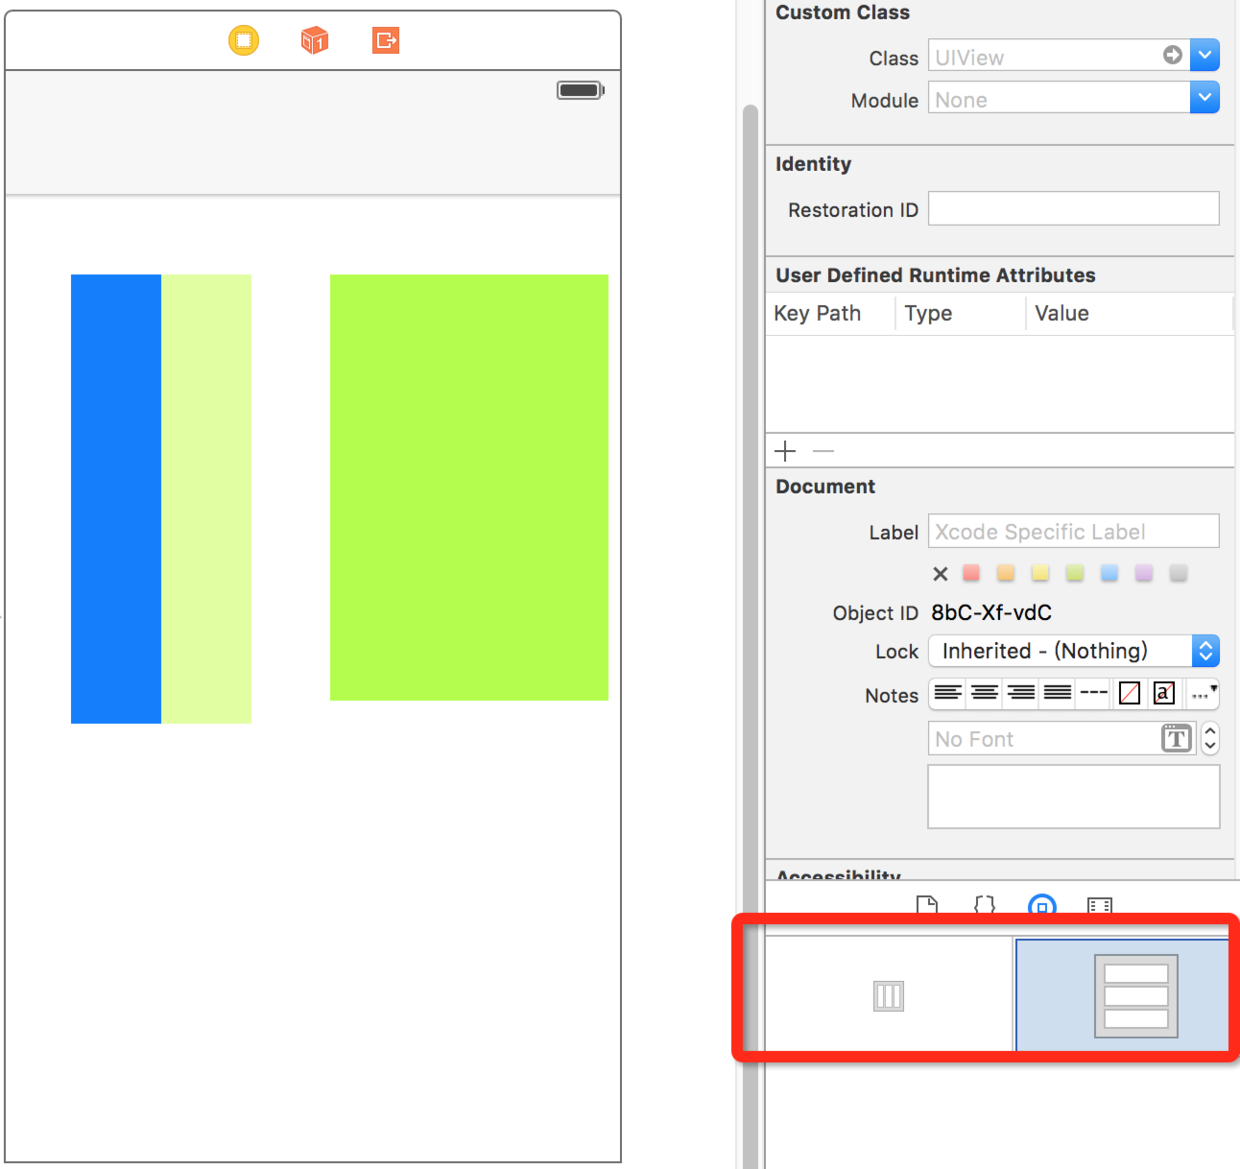 1
Custom Class
Class UIView
Module None
Identity
Restoration ID
User Defined Runtime Attributes
Key Path Type Value
Document
Label Xcode Specific Label
Object ID 8bC-Xf-vdC
Lock Inherited - (Nothing)
Notes --- a ...
No Font T
Accessibility
{}